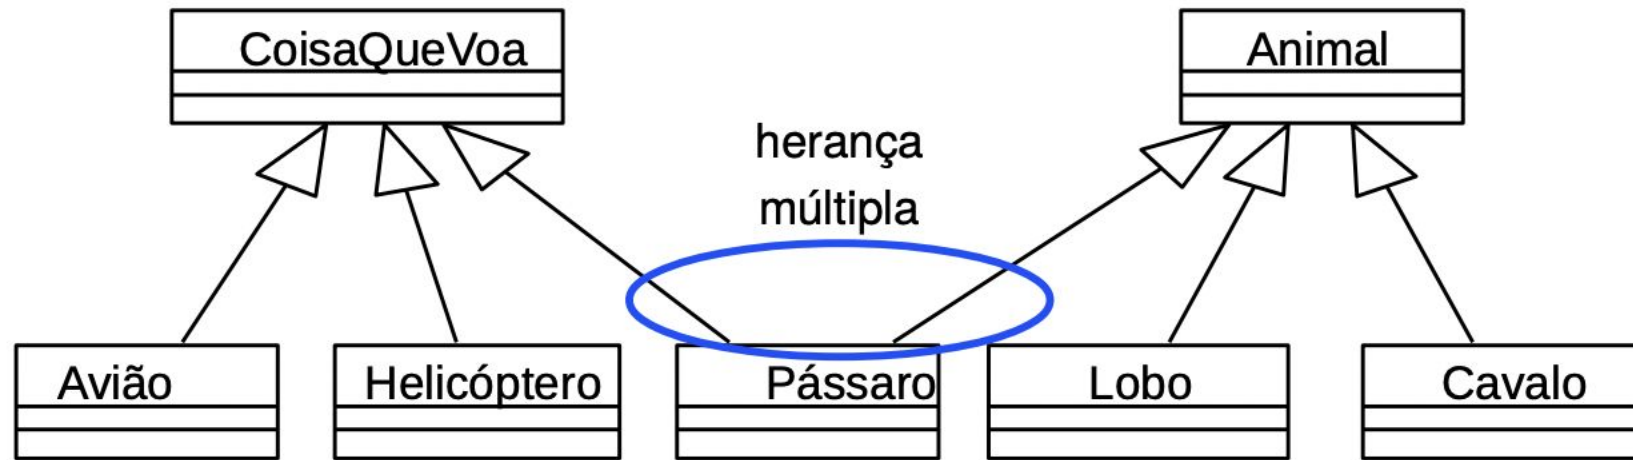 CoisaQueVoa
Animal
herança
múltipla
Avião
Helicóptero
Pássaro
Lobo
Cavalo